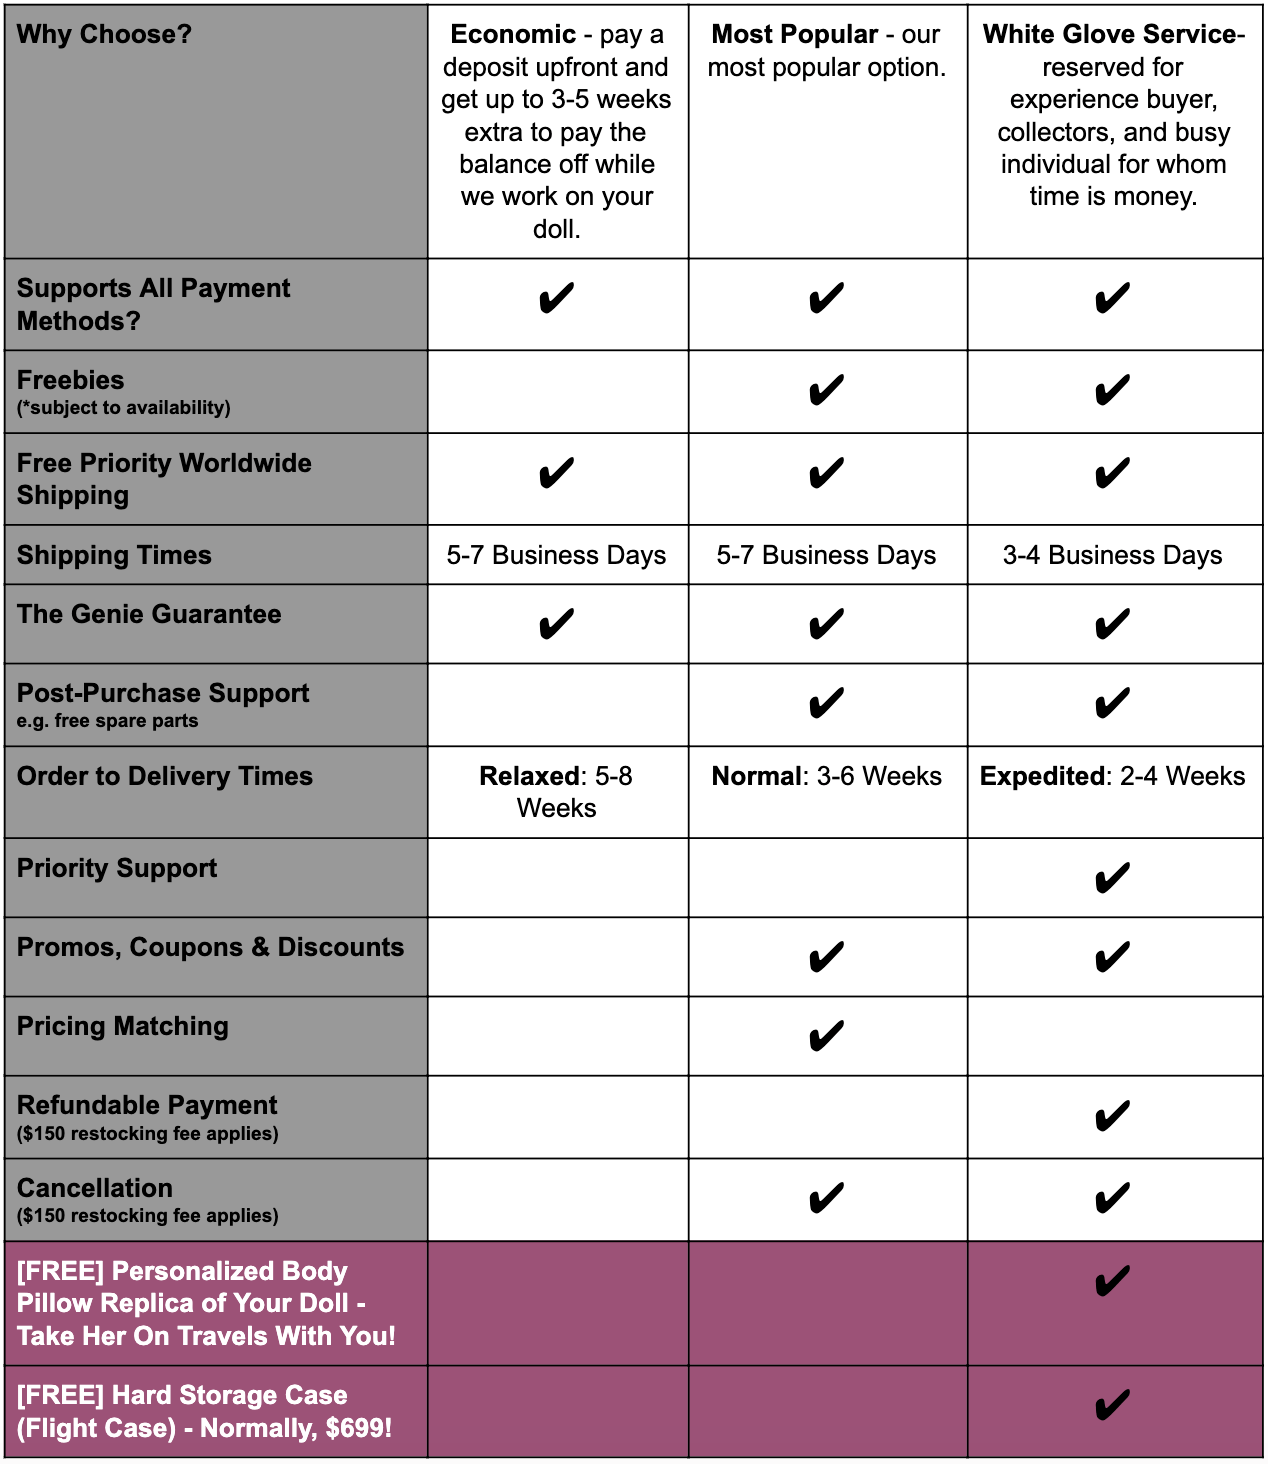 Why Choose?
Economic - pay a
deposit upfront and
get up to 3-5 weeks
extra to pay the
balance off while
we work on your
doll.
Most Popular - our
most popular option.
White Glove Service-
reserved for
experience buyer,
collectors, and busy
individual for whom
time is money.
Supports All Payment
Methods?
✔ ✔ ✔
Freebies
(*subject to availability)
✔ ✔
Free Priority Worldwide
Shipping
✔ ✔ ✔
Shipping Times
5-7 Business Days
5-7 Business Days
3-4 Business Days
The Genie Guarantee
✔ ✔ ✔
Post-Purchase Support
e.g. free spare parts
✔ ✔
Order to Delivery Times
Relaxed: 5-8
Weeks
Normal: 3-6 Weeks
Expedited: 2-4 Weeks
Priority Support
✔
Promos, Coupons & Discounts
✔ ✔
Pricing Matching
✔
Refundable Payment
($150 restocking fee applies)
✔
Cancellation
($150 restocking fee applies)
✔ ✔
[FREE] Personalized Body
Pillow Replica of Your Doll -
Take Her On Travels With You!
✔
[FREE] Hard Storage Case
(Flight Case) - Normally, $699!
✔